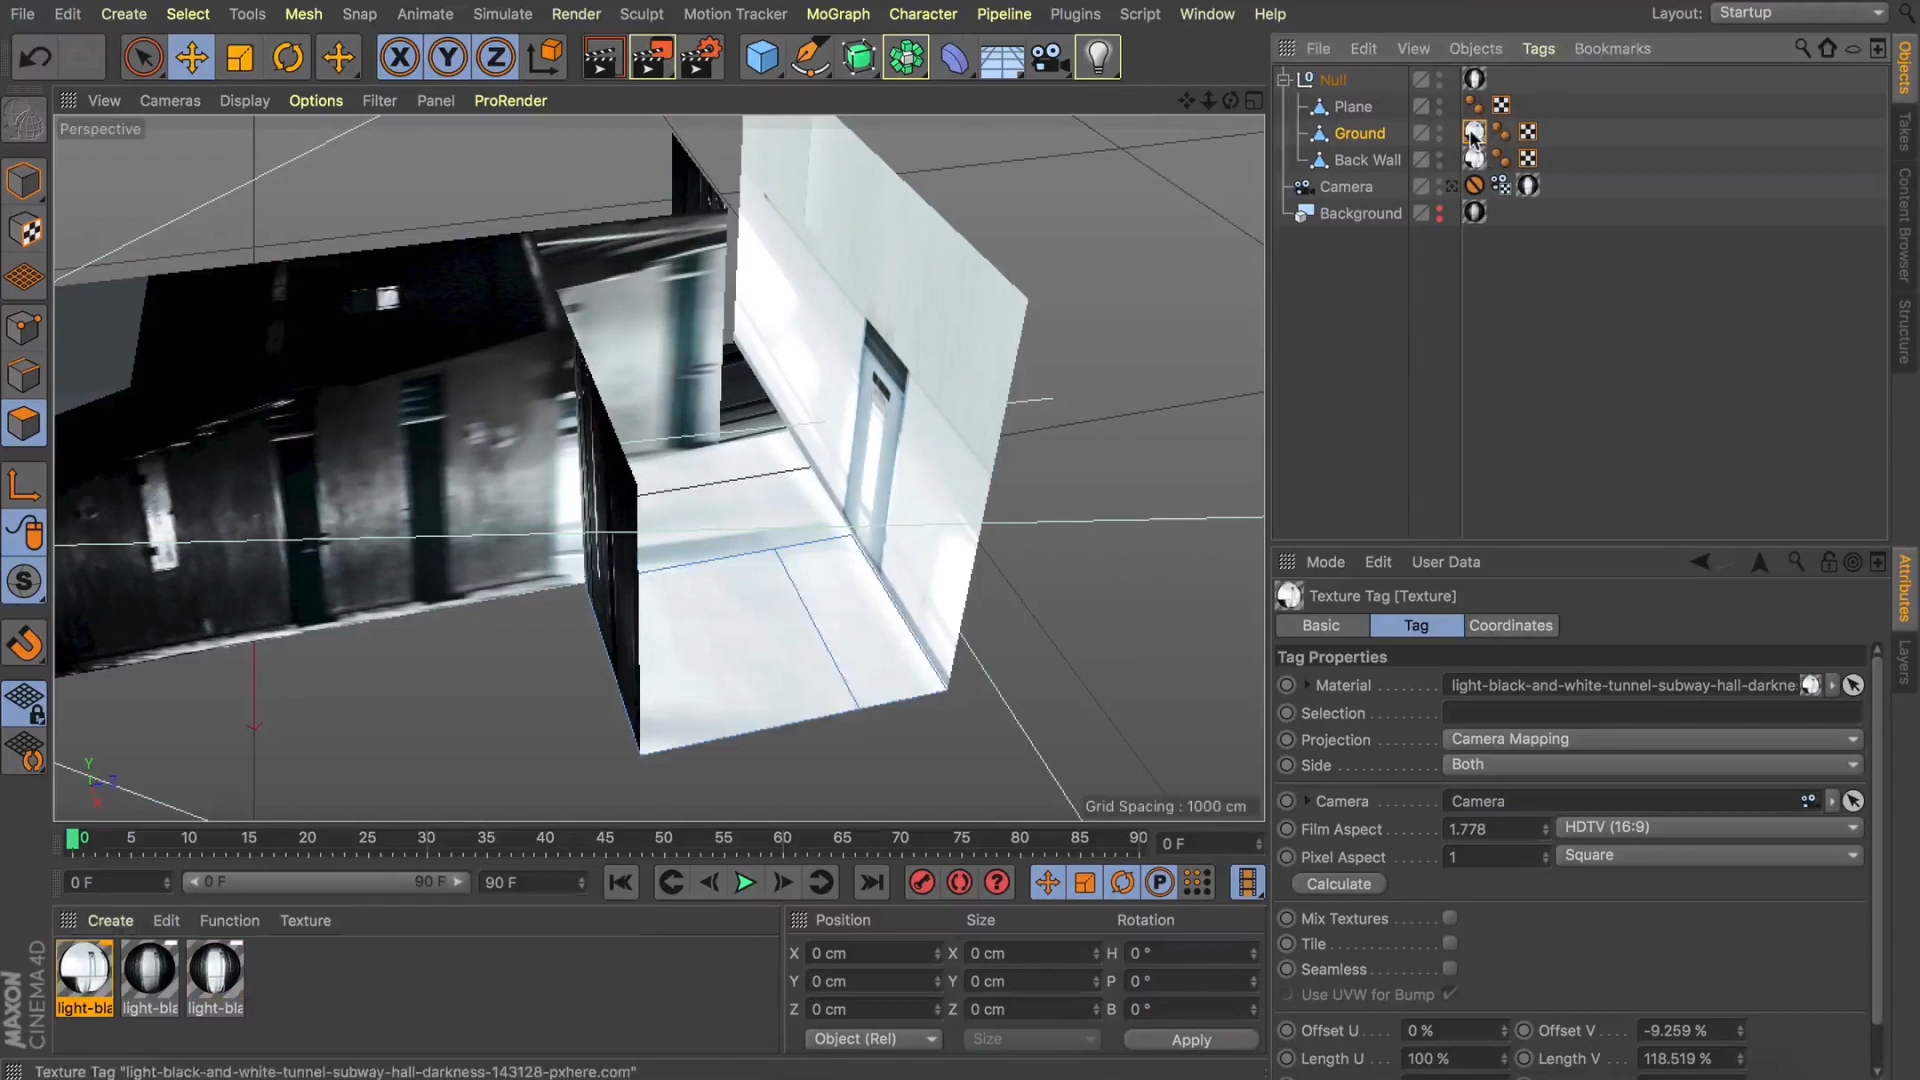 File Edit Create Select Tools Mesh Snap Animate Simulate Render Sculpt Motion Tracker MoGraph Character Pipeline Plugins Script Window Help Layout: Startup
File Edit View Objects Tags Bookmarks
View Cameras Display Options Filter Panel ProRender
Perspective
Null
Plane
Ground
Back Wall
Camera
Background
Objects
Takes
Content Browser
Structure
Grid Spacing : 1000 cm
Y
Z
X
Mode Edit User Data
Texture Tag [Texture]
Basic Tag Coordinates
Tag Properties
Material light-black-and-white-tunnel-subway-hall-darkne
Selection
Projection Camera Mapping
Side Both
Camera Camera
Film Aspect 1.778 HDTV (16:9)
Pixel Aspect 1 Square
Calculate
Mix Textures
Tile
Seamless
Use UVW for Bump
Offset U 0 % Offset V -9.259 %
Length U 100 % Length V 118.519 %
Attributes
Layers
0 5 10 15 20 25 30 35 40 45 50 55 60 65 70 75 80 85 90 0 F
0 F 0 F 90 F 90 F
Create Edit Function Texture
light-bla light-bla light-bla
Position Size Rotation
X 0 cm X 0 cm H 0 °
Y 0 cm Y 0 cm P 0 °
Z 0 cm Z 0 cm B 0 °
Object (Rel) Size Apply
MAXON
CINEMA 4D
Texture Tag "light-black-and-white-tunnel-subway-hall-darkness-143128-pxhere.com"